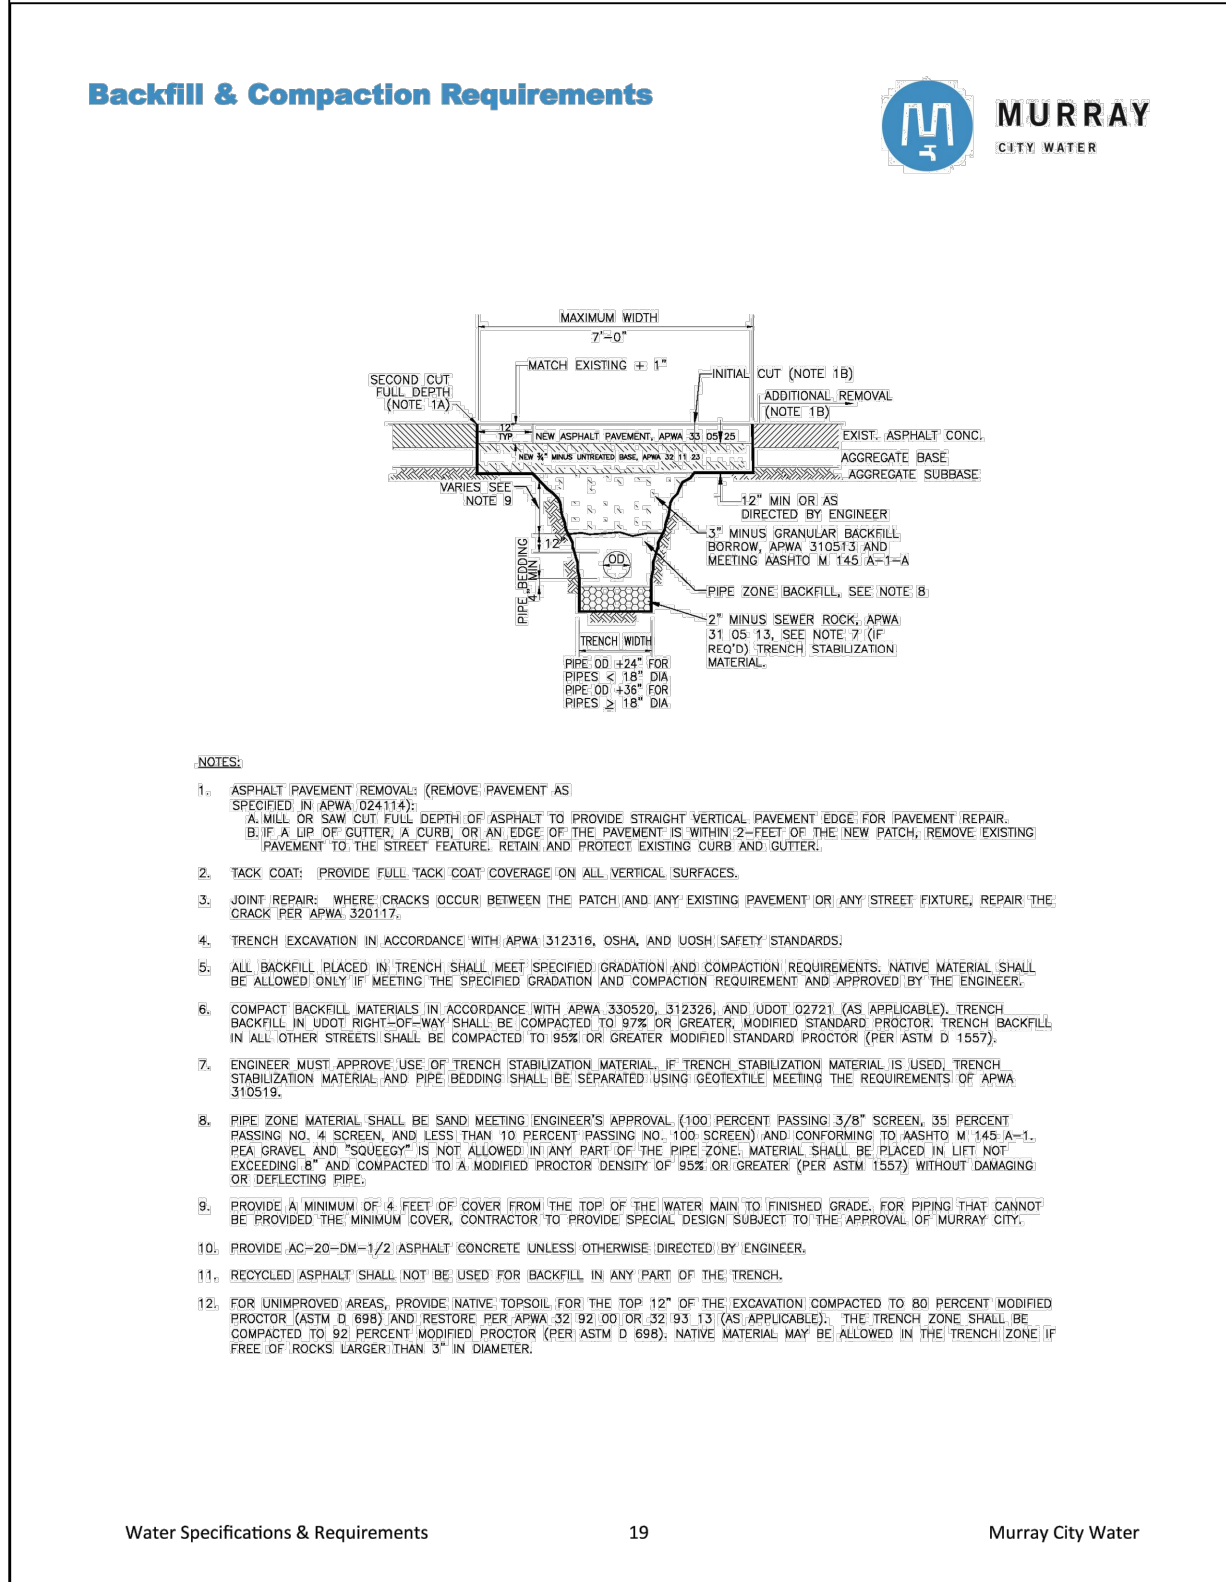 Backfill & Compaction Requirements
MURRAY
CITY WATER
MAXIMUM WIDTH
7'-0"
MATCH EXISTING + 1"
INITIAL CUT (NOTE 1B)
SECOND CUT
FULL DEPTH
(NOTE 1A)
ADDITIONAL REMOVAL
(NOTE 1B)
12"
TYP
NEW ASPHALT PAVEMENT, APWA 33 05 25
EXIST. ASPHALT CONC.
NEW ¾" MINUS UNTREATED BASE, APWA 32 11 23
AGGREGATE BASE
AGGREGATE SUBBASE
VARIES SEE
NOTE 9
12" MIN OR AS
DIRECTED BY ENGINEER
3" MINUS GRANULAR BACKFILL
BORROW, APWA 310513 AND
MEETING AASHTO M 145 A-1-A
12"
OD
PIPE BEDDING
4" MIN
PIPE ZONE BACKFILL, SEE NOTE 8
2" MINUS SEWER ROCK, APWA
31 05 13, SEE NOTE 7 (IF
REQ'D) TRENCH STABILIZATION
MATERIAL.
TRENCH WIDTH
PIPE OD +24" FOR
PIPES < 18" DIA
PIPE OD +36" FOR
PIPES ≥ 18" DIA
NOTES:
1. ASPHALT PAVEMENT REMOVAL: (REMOVE PAVEMENT AS
SPECIFIED IN APWA 024114):
A. MILL OR SAW CUT FULL DEPTH OF ASPHALT TO PROVIDE STRAIGHT VERTICAL PAVEMENT EDGE FOR PAVEMENT REPAIR.
B. IF A LIP OF GUTTER, A CURB, OR AN EDGE OF THE PAVEMENT IS WITHIN 2-FEET OF THE NEW PATCH, REMOVE EXISTING
PAVEMENT TO THE STREET FEATURE. RETAIN AND PROTECT EXISTING CURB AND GUTTER.
2. TACK COAT: PROVIDE FULL TACK COAT COVERAGE ON ALL VERTICAL SURFACES.
3. JOINT REPAIR: WHERE CRACKS OCCUR BETWEEN THE PATCH AND ANY EXISTING PAVEMENT OR ANY STREET FIXTURE, REPAIR THE
CRACK PER APWA 320117.
4. TRENCH EXCAVATION IN ACCORDANCE WITH APWA 312316, OSHA, AND UOSH SAFETY STANDARDS.
5. ALL BACKFILL PLACED IN TRENCH SHALL MEET SPECIFIED GRADATION AND COMPACTION REQUIREMENTS. NATIVE MATERIAL SHALL
BE ALLOWED ONLY IF MEETING THE SPECIFIED GRADATION AND COMPACTION REQUIREMENT AND APPROVED BY THE ENGINEER.
6. COMPACT BACKFILL MATERIALS IN ACCORDANCE WITH APWA 330520, 312326, AND UDOT 02721 (AS APPLICABLE). TRENCH
BACKFILL IN UDOT RIGHT-OF-WAY SHALL BE COMPACTED TO 97% OR GREATER, MODIFIED STANDARD PROCTOR. TRENCH BACKFILL
IN ALL OTHER STREETS SHALL BE COMPACTED TO 95% OR GREATER MODIFIED STANDARD PROCTOR (PER ASTM D 1557).
7. ENGINEER MUST APPROVE USE OF TRENCH STABILIZATION MATERIAL. IF TRENCH STABILIZATION MATERIAL IS USED, TRENCH
STABILIZATION MATERIAL AND PIPE BEDDING SHALL BE SEPARATED USING GEOTEXTILE MEETING THE REQUIREMENTS OF APWA
310519.
8. PIPE ZONE MATERIAL SHALL BE SAND MEETING ENGINEER'S APPROVAL (100 PERCENT PASSING 3/8" SCREEN, 35 PERCENT
PASSING NO. 4 SCREEN, AND LESS THAN 10 PERCENT PASSING NO. 100 SCREEN) AND CONFORMING TO AASHTO M 145 A-1.
PEA GRAVEL AND "SQUEEGY" IS NOT ALLOWED IN ANY PART OF THE PIPE ZONE. MATERIAL SHALL BE PLACED IN LIFT NOT
EXCEEDING 8" AND COMPACTED TO A MODIFIED PROCTOR DENSITY OF 95% OR GREATER (PER ASTM 1557) WITHOUT DAMAGING
OR DEFLECTING PIPE.
9. PROVIDE A MINIMUM OF 4 FEET OF COVER FROM THE TOP OF THE WATER MAIN TO FINISHED GRADE. FOR PIPING THAT CANNOT
BE PROVIDED THE MINIMUM COVER, CONTRACTOR TO PROVIDE SPECIAL DESIGN SUBJECT TO THE APPROVAL OF MURRAY CITY.
10. PROVIDE AC-20-DM-1/2 ASPHALT CONCRETE UNLESS OTHERWISE DIRECTED BY ENGINEER.
11. RECYCLED ASPHALT SHALL NOT BE USED FOR BACKFILL IN ANY PART OF THE TRENCH.
12. FOR UNIMPROVED AREAS, PROVIDE NATIVE TOPSOIL FOR THE TOP 12" OF THE EXCAVATION COMPACTED TO 80 PERCENT MODIFIED
PROCTOR (ASTM D 698) AND RESTORE PER APWA 32 92 00 OR 32 93 13 (AS APPLICABLE). THE TRENCH ZONE SHALL BE
COMPACTED TO 92 PERCENT MODIFIED PROCTOR (PER ASTM D 698). NATIVE MATERIAL MAY BE ALLOWED IN THE TRENCH ZONE IF
FREE OF ROCKS LARGER THAN 3" IN DIAMETER.
Water Specifications & Requirements 19 Murray City Water